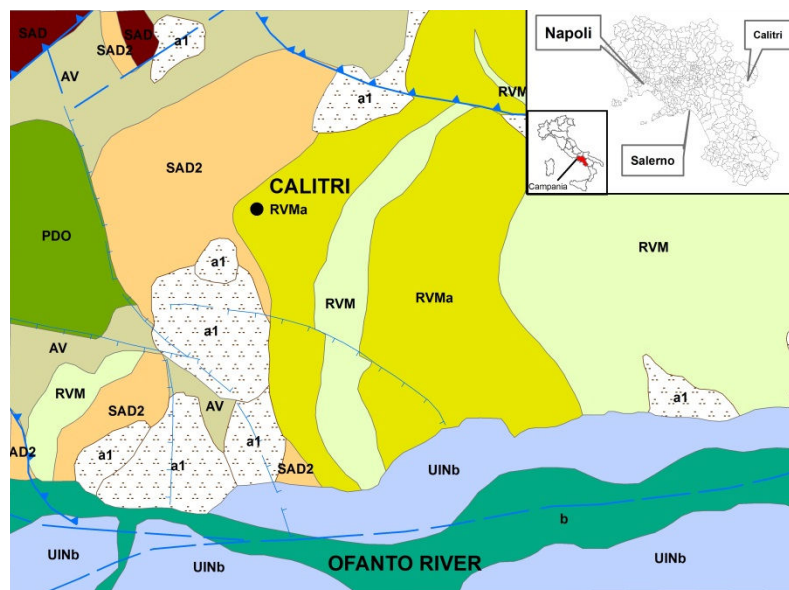 SAD
SAD2
SAD
a1
AV
a1
RVM
SAD2
CALITRI
RVMa
PDO
a1
RVM
RVMa
RVM
a1
AV
RVM
SAD2
AV
a1
a1
a1
SAD2
AD2
UINb
b
UINb
UINb
OFANTO RIVER
UINb
Napoli
Calitri
Salerno
Campania